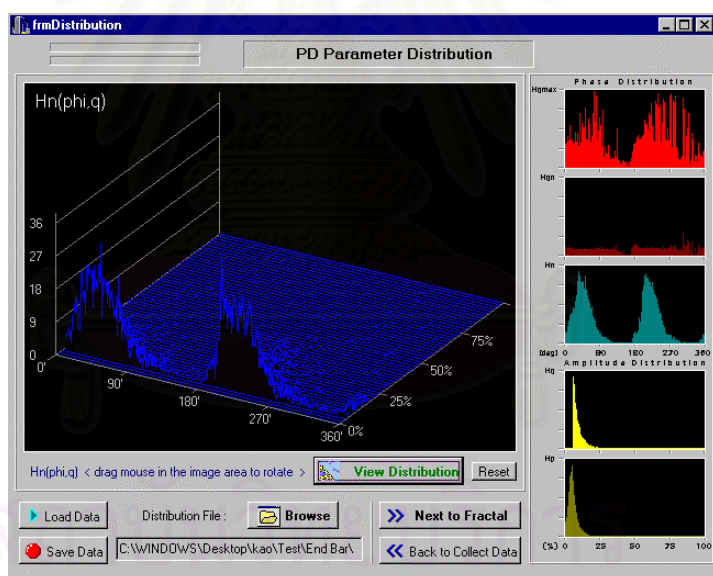 frmDistribution
PD Parameter Distribution
Hn(phi,q)
36
27
18
9
0
0'
90'
180'
270'
360'
0%
25%
50%
75%
Phase Distribution
Hqmax
Hqn
Hn
(deg) 0 90 180 270 360
Amplitude Distribution
Hq
Hp
(%) 0 25 50 75 100
Hn(phi,q) < drag mouse in the image area to rotate >
View Distribution
Reset
Load Data
Distribution File :
Browse
Next to Fractal
Save Data
C:\WINDOWS\Desktop\kao\Test\End Bar\
Back to Collect Data